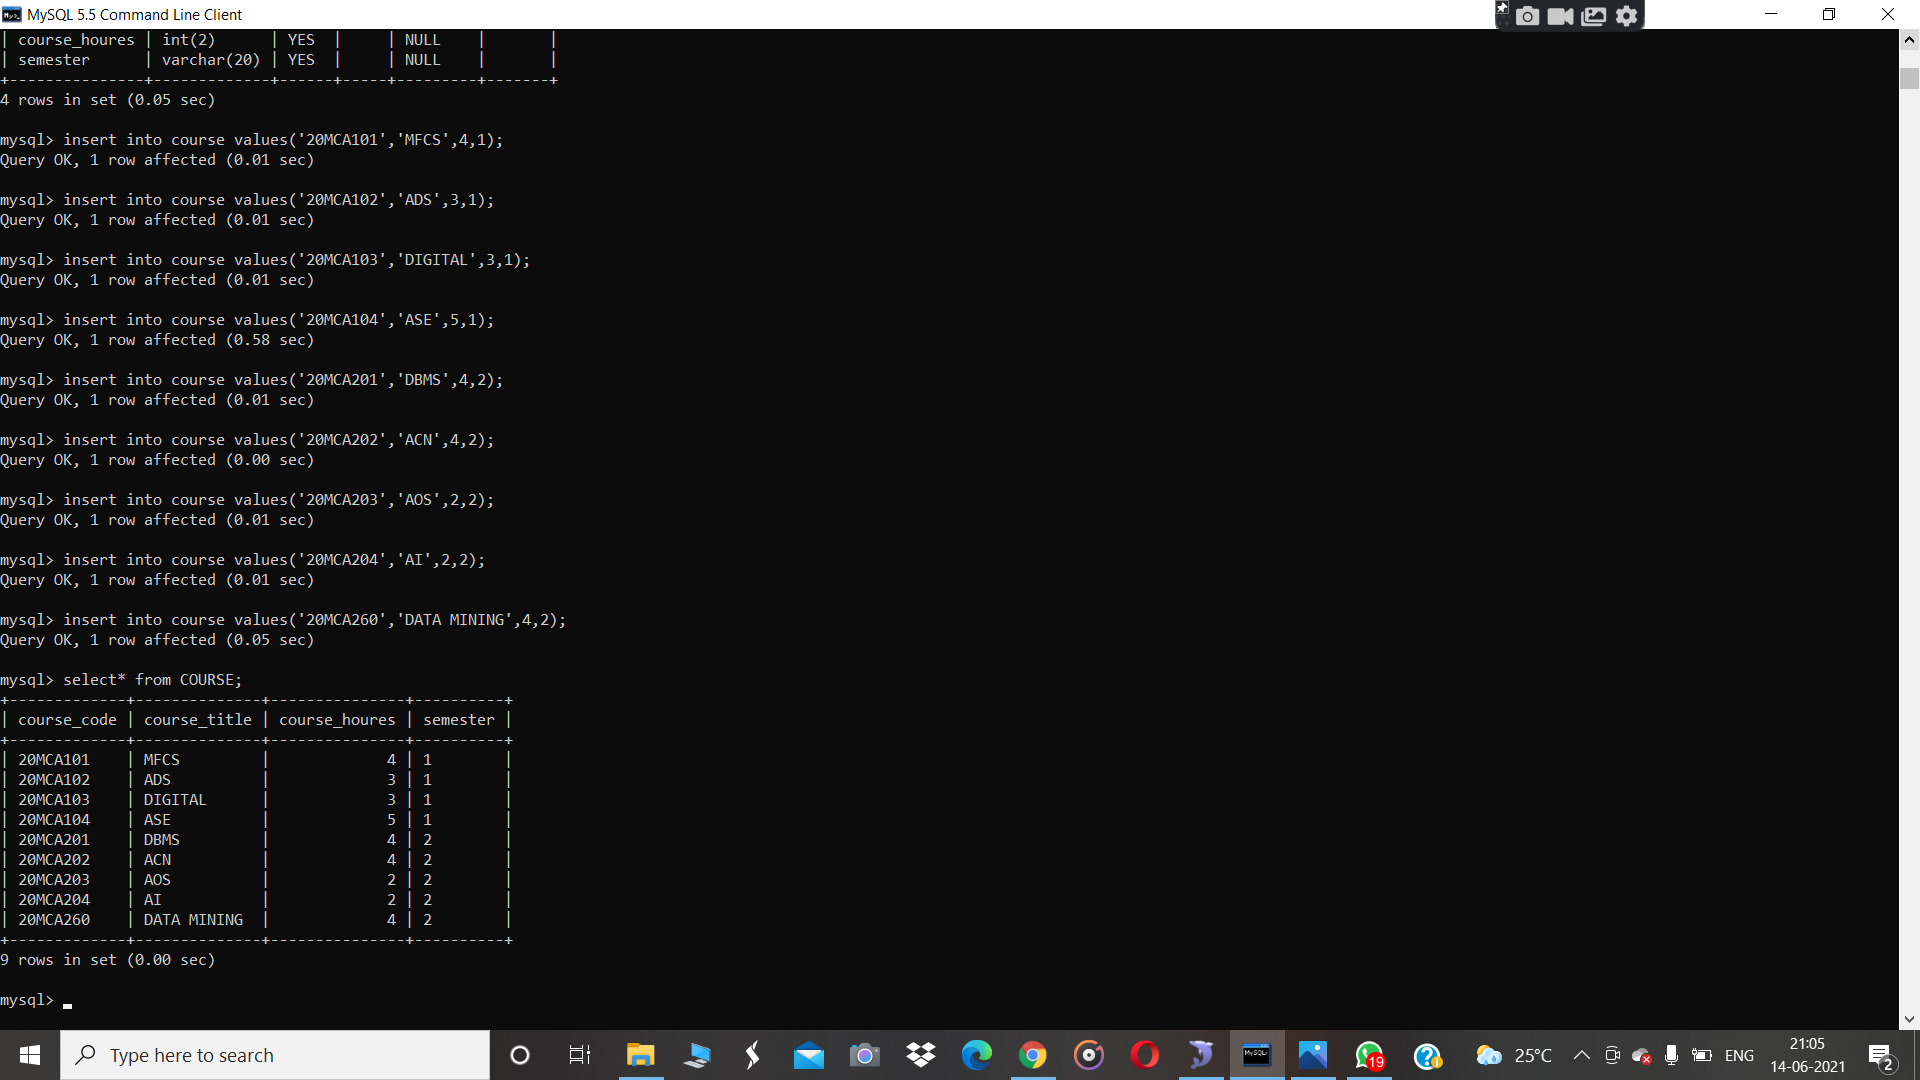 MySQL 5.5 Command Line Client
| course_houres | int(2)      | YES  |     | NULL    |       |
| semester      | varchar(20) | YES  |     | NULL    |       |
+---------------+-------------+------+-----+---------+-------+
4 rows in set (0.05 sec)
mysql> insert into course values('20MCA101','MFCS',4,1);
Query OK, 1 row affected (0.01 sec)
mysql> insert into course values('20MCA102','ADS',3,1);
Query OK, 1 row affected (0.01 sec)
mysql> insert into course values('20MCA103','DIGITAL',3,1);
Query OK, 1 row affected (0.01 sec)
mysql> insert into course values('20MCA104','ASE',5,1);
Query OK, 1 row affected (0.58 sec)
mysql> insert into course values('20MCA201','DBMS',4,2);
Query OK, 1 row affected (0.01 sec)
mysql> insert into course values('20MCA202','ACN',4,2);
Query OK, 1 row affected (0.00 sec)
mysql> insert into course values('20MCA203','AOS',2,2);
Query OK, 1 row affected (0.01 sec)
mysql> insert into course values('20MCA204','AI',2,2);
Query OK, 1 row affected (0.01 sec)
mysql> insert into course values('20MCA260','DATA MINING',4,2);
Query OK, 1 row affected (0.05 sec)
mysql> select* from COURSE;
+-------------+--------------+---------------+----------+
| course_code | course_title | course_houres | semester |
+-------------+--------------+---------------+----------+
| 20MCA101    | MFCS         |             4 | 1        |
| 20MCA102    | ADS          |             3 | 1        |
| 20MCA103    | DIGITAL      |             3 | 1        |
| 20MCA104    | ASE          |             5 | 1        |
| 20MCA201    | DBMS         |             4 | 2        |
| 20MCA202    | ACN          |             4 | 2        |
| 20MCA203    | AOS          |             2 | 2        |
| 20MCA204    | AI           |             2 | 2        |
| 20MCA260    | DATA MINING  |             4 | 2        |
+-------------+--------------+---------------+----------+
9 rows in set (0.00 sec)
mysql>
Type here to search
MySQL
19
25°C
ENG
21:05
14-06-2021
2